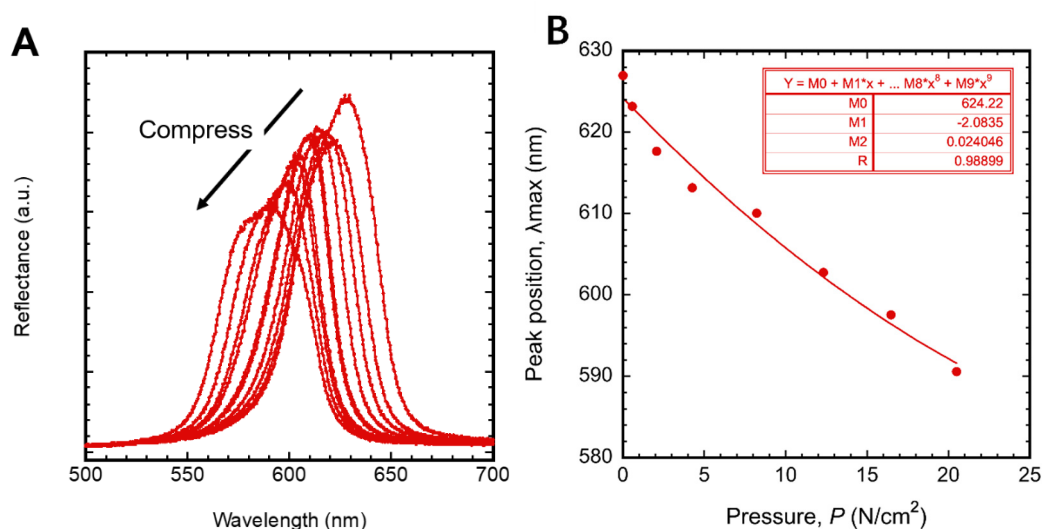 A
Compress
Reflectance (a.u.)
500 550 600 650 700
Wavelength (nm)
B
Peak position, λmax (nm)
630
620
610
600
590
580
Y = M0 + M1*x + ... M8*x⁸ + M9*x⁹
M0 624.22
M1 -2.0835
M2 0.024046
R 0.98899
0 5 10 15 20 25
Pressure, P (N/cm²)